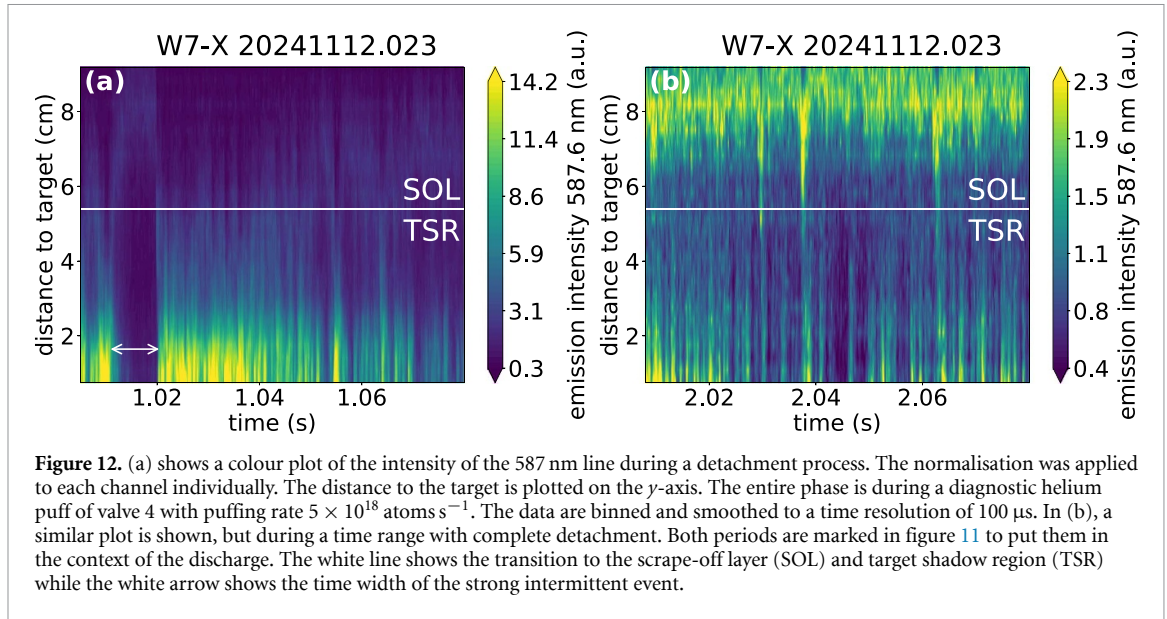 W7-X 20241112.023
(a)
distance to target (cm)
8
6
4
2
SOL
TSR
1.02
1.04
1.06
time (s)
14.2
11.4
8.6
5.9
3.1
0.3
emission intensity 587.6 nm (a.u.)
W7-X 20241112.023
(b)
distance to target (cm)
8
6
4
2
SOL
TSR
2.02
2.04
2.06
time (s)
2.3
1.9
1.5
1.1
0.8
0.4
emission intensity 587.6 nm (a.u.)
Figure 12. (a) shows a colour plot of the intensity of the 587 nm line during a detachment process. The normalisation was applied
to each channel individually. The distance to the target is plotted on the y-axis. The entire phase is during a diagnostic helium
puff of valve 4 with puffing rate 5 × 10¹⁸ atoms s⁻¹. The data are binned and smoothed to a time resolution of 100 μs. In (b), a
similar plot is shown, but during a time range with complete detachment. Both periods are marked in figure 11 to put them in
the context of the discharge. The white line shows the transition to the scrape-off layer (SOL) and target shadow region (TSR)
while the white arrow shows the time width of the strong intermittent event.